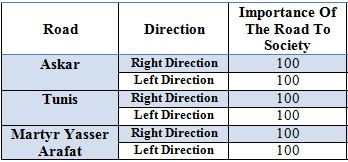 Road Direction Importance Of The Road To Society
Askar Right Direction 100
Left Direction 100
Tunis Right Direction 100
Left Direction 100
Martyr Yasser Arafat Right Direction 100
Left Direction 100